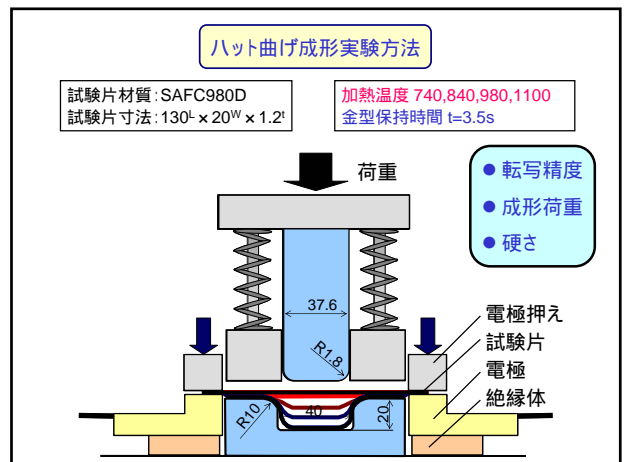 ハット曲げ成形実験方法
試験片材質:SAFC980D
試験片寸法:130ᴸ×20ᵂ×1.2ᵗ
加熱温度 740,840,980,1100
金型保持時間 t=3.5s
● 転写精度
● 成形荷重
● 硬さ
荷重
37.6
R1.8
電極押え
試験片
電極
絶縁体
R10
40
20